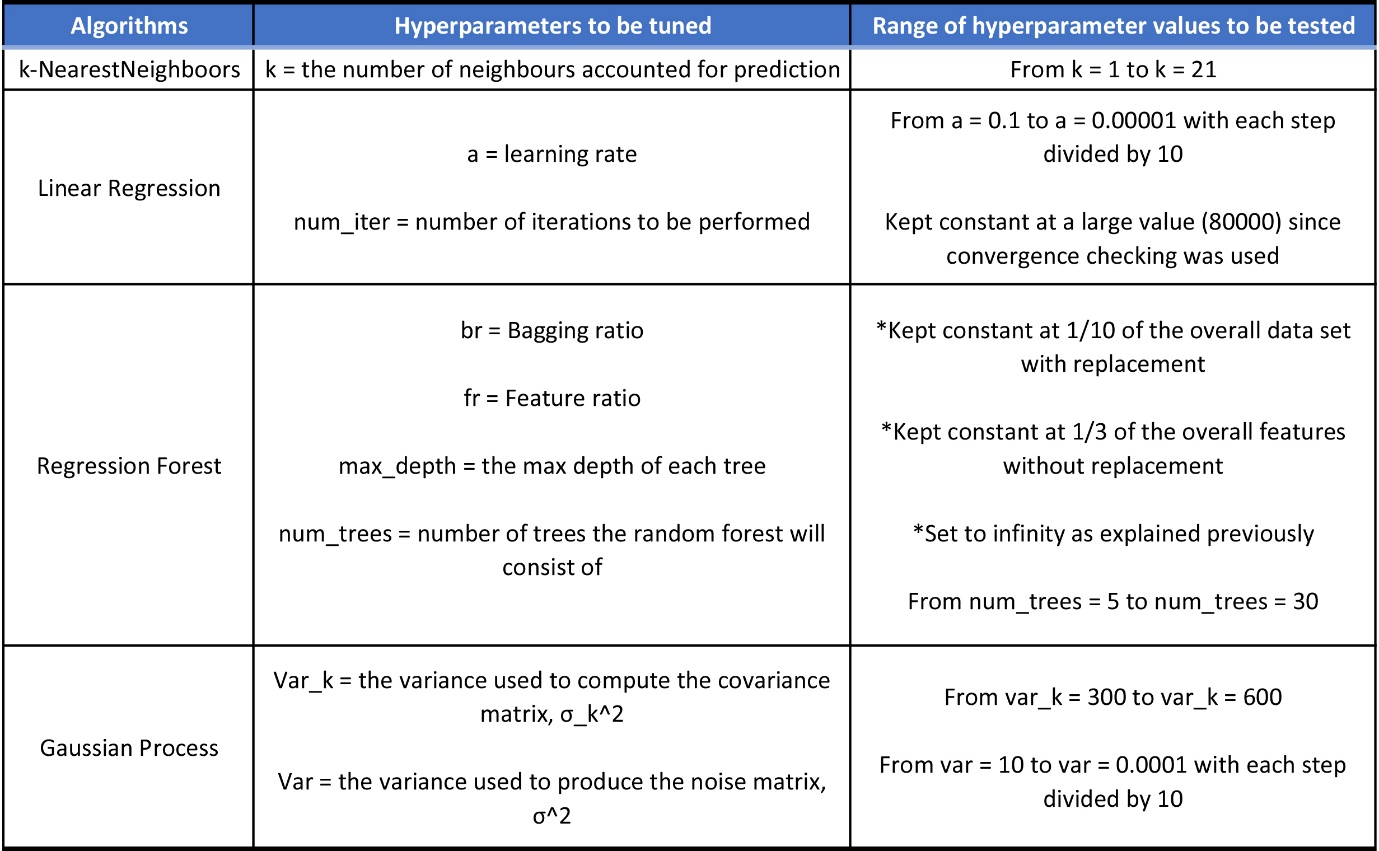 Algorithms
Hyperparameters to be tuned
Range of hyperparameter values to be tested
k-NearestNeighboors
k = the number of neighbours accounted for prediction
From k = 1 to k = 21
Linear Regression
a = learning rate
num_iter = number of iterations to be performed
From a = 0.1 to a = 0.00001 with each step
divided by 10
Kept constant at a large value (80000) since
convergence checking was used
Regression Forest
br = Bagging ratio
fr = Feature ratio
max_depth = the max depth of each tree
num_trees = number of trees the random forest will
consist of
*Kept constant at 1/10 of the overall data set
with replacement
*Kept constant at 1/3 of the overall features
without replacement
*Set to infinity as explained previously
From num_trees = 5 to num_trees = 30
Gaussian Process
Var_k = the variance used to compute the covariance
matrix, σ_k^2
Var = the variance used to produce the noise matrix,
σ^2
From var_k = 300 to var_k = 600
From var = 10 to var = 0.0001 with each step
divided by 10